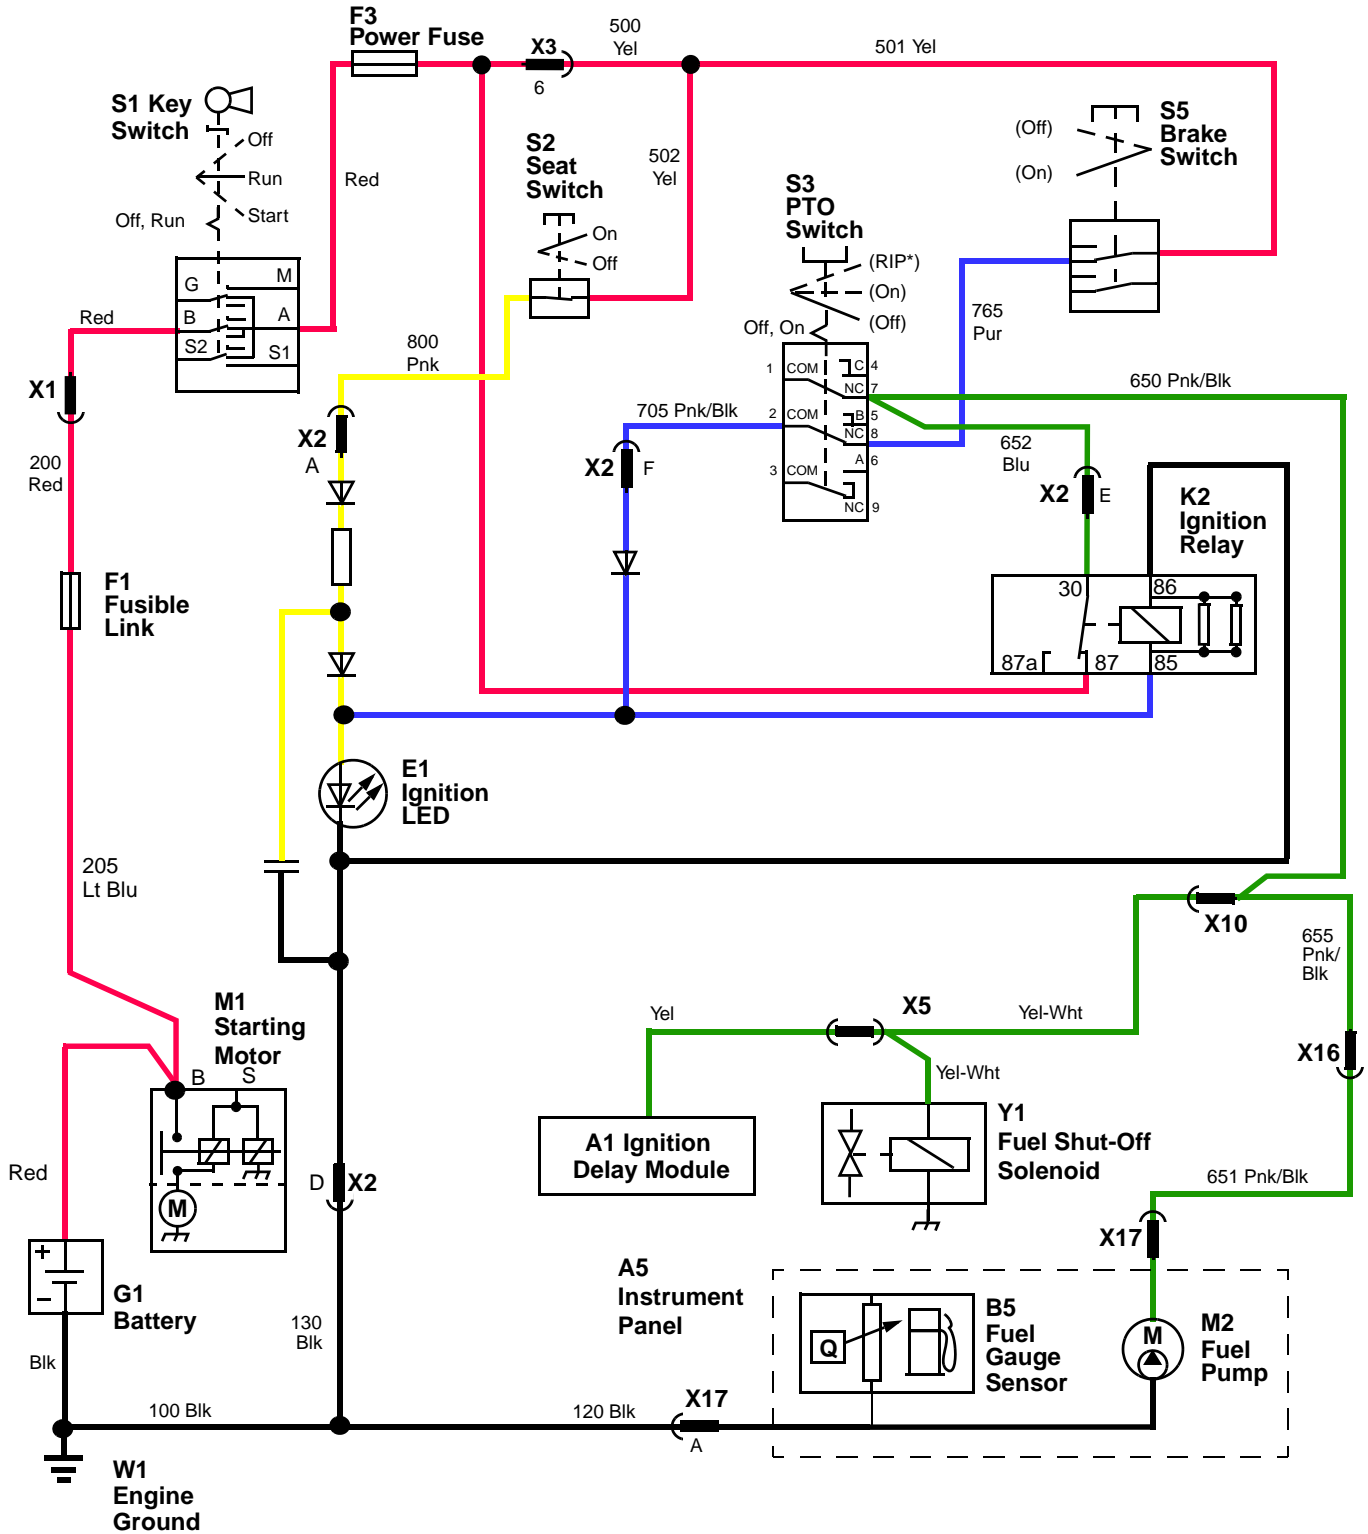 F3
Power Fuse
500
Yel
X3
6
501 Yel
S1 Key
Switch
Off
Run
Start
Off, Run
Red
S2
Seat
Switch
On
Off
502
Yel
S3
PTO
Switch
(RIP*)
(On)
(Off)
Off, On
(Off)
(On)
S5
Brake
Switch
765
Pur
G
M
B
A
S2
S1
Red
X1
200
Red
800
Pnk
X2
A
705 Pnk/Blk
X2
F
1
COM
C
4
NC
7
2
COM
B
5
NC
8
A
6
3
COM
NC
9
650 Pnk/Blk
652
Blu
X2
E
K2
Ignition
Relay
30
86
87a
87
85
F1
Fusible
Link
E1
Ignition
LED
205
Lt Blu
X10
655
Pnk/
Blk
M1
Starting
Motor
B
S
M
Yel
X5
Yel-Wht
Yel-Wht
X16
A1 Ignition
Delay Module
Y1
Fuel Shut-Off
Solenoid
651 Pnk/Blk
X17
Red
D
X2
+
−
G1
Battery
Blk
130
Blk
A5
Instrument
Panel
Q
B5
Fuel
Gauge
Sensor
M
M2
Fuel
Pump
100 Blk
120 Blk
X17
A
W1
Engine
Ground